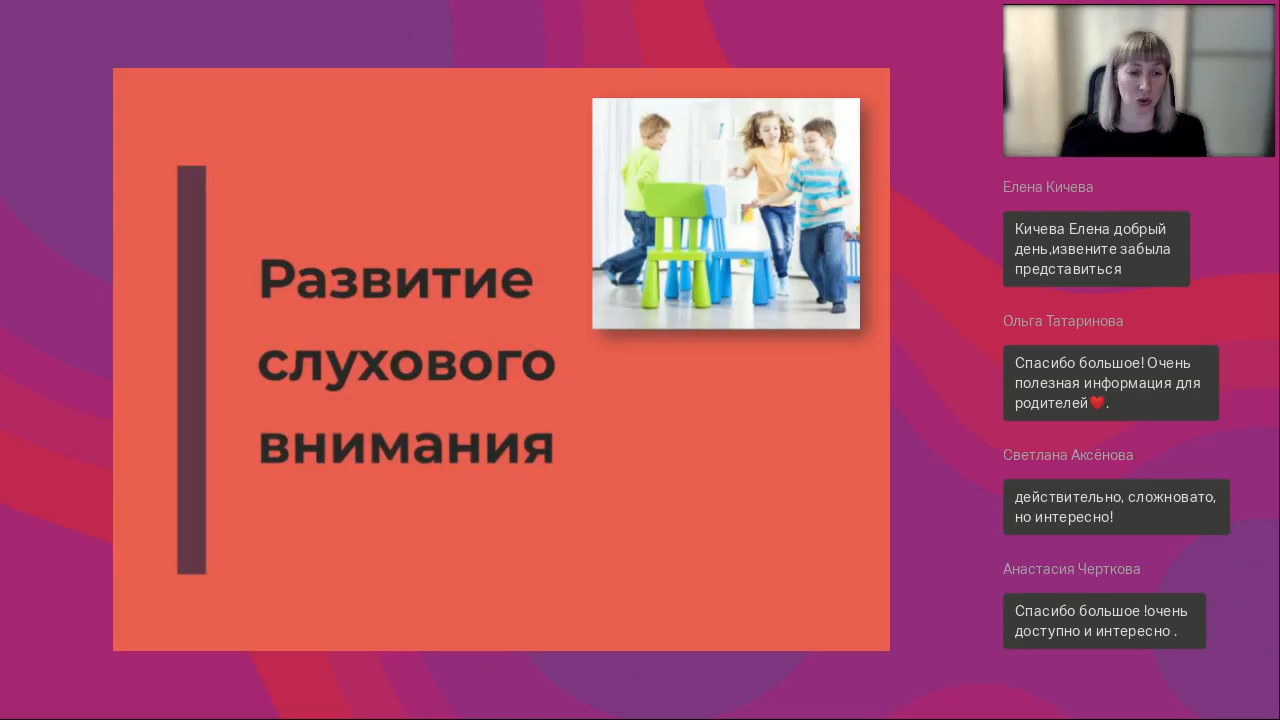 Развитие
слухового
внимания
Елена Кичева
Кичева Елена добрый
день,извените забыла
представиться
Ольга Татаринова
Спасибо большое! Очень
полезная информация для
родителей❤️.
Светлана Аксёнова
действительно, сложновато,
но интересно!
Анастасия Черткова
Спасибо большое !очень
доступно и интересно .